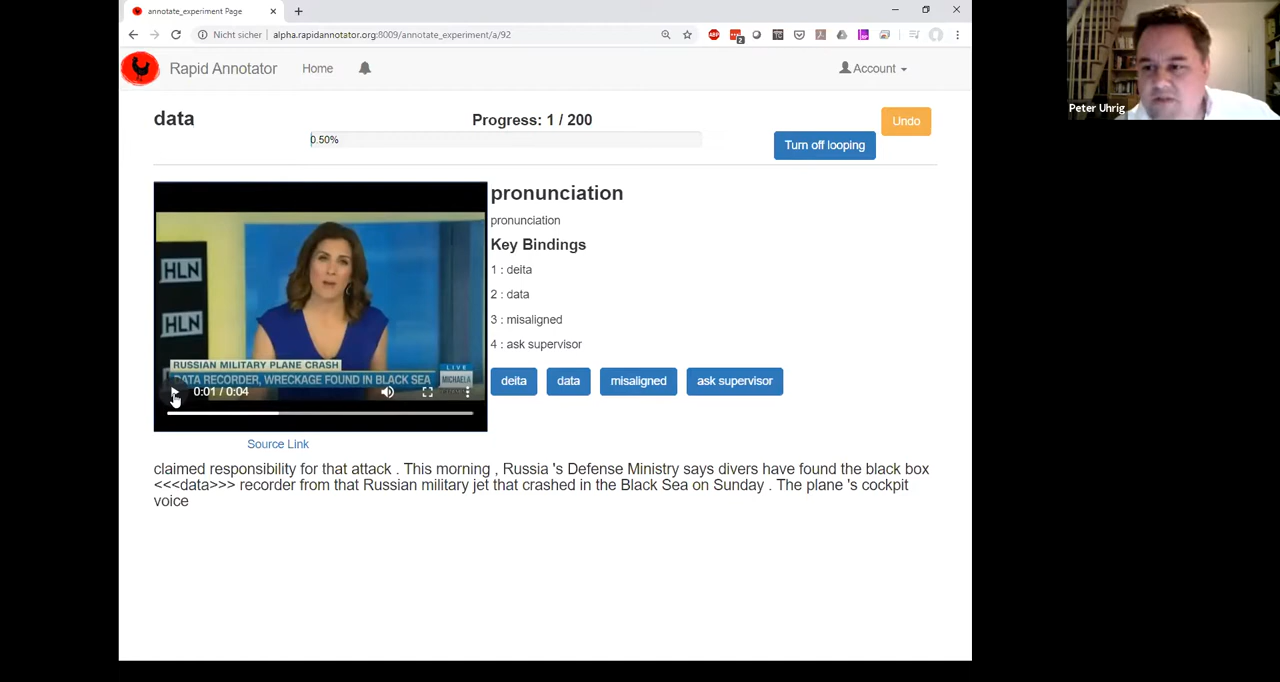 annotate_experiment Page
Nicht sicher | alpha.rapidannotator.org:8009/annotate_experiment/a/92
Peter Uhrig
Rapid Annotator Home Account
data
Progress: 1 / 200
Undo
0.50%
Turn off looping
pronunciation
pronunciation
Key Bindings
1 : deita
2 : data
3 : misaligned
4 : ask supervisor
deita data misaligned ask supervisor
HLN
HLN
RUSSIAN MILITARY PLANE CRASH
DATA RECORDER, WRECKAGE FOUND IN BLACK SEA
LIVE
MICHAELA
0:01 / 0:04
Source Link
claimed responsibility for that attack . This morning , Russia 's Defense Ministry says divers have found the black box
<<<data>>> recorder from that Russian military jet that crashed in the Black Sea on Sunday . The plane 's cockpit
voice